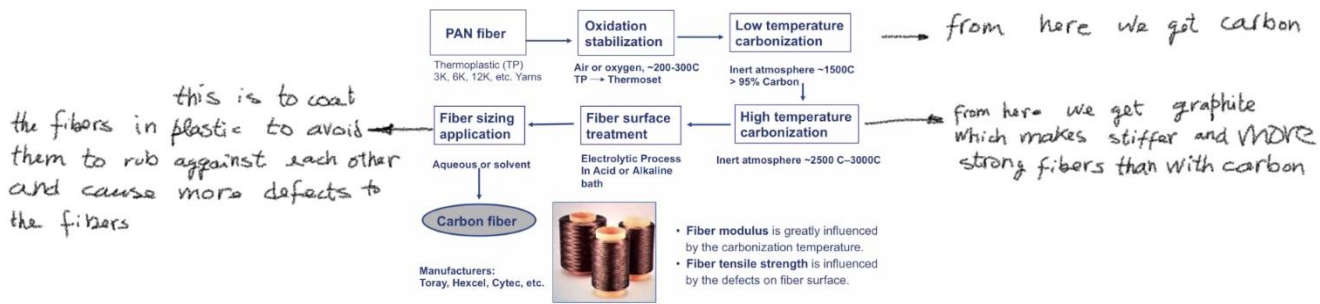 PAN fiber
Thermoplastic (TP)
3K, 6K, 12K, etc. Yarns
Oxidation
stabilization
Air or oxygen, ~200-300C
TP → Thermoset
Low temperature
carbonization
Inert atmosphere ~1500C
> 95% Carbon
from here we get carbon
High temperature
carbonization
Inert atmosphere ~2500 C–3000C
from here we get graphite
which makes stiffer and more
strong fibers than with carbon
Fiber surface
treatment
Electrolytic Process
In Acid or Alkaline
bath
Fiber sizing
application
Aqueous or solvent
this is to coat
the fibers in plastic to avoid
them to rub aggainst each other
and cause more defects to
the fibers
Carbon fiber
Manufacturers:
Toray, Hexcel, Cytec, etc.
• Fiber modulus is greatly influenced
by the carbonization temperature.
• Fiber tensile strength is influenced
by the defects on fiber surface.